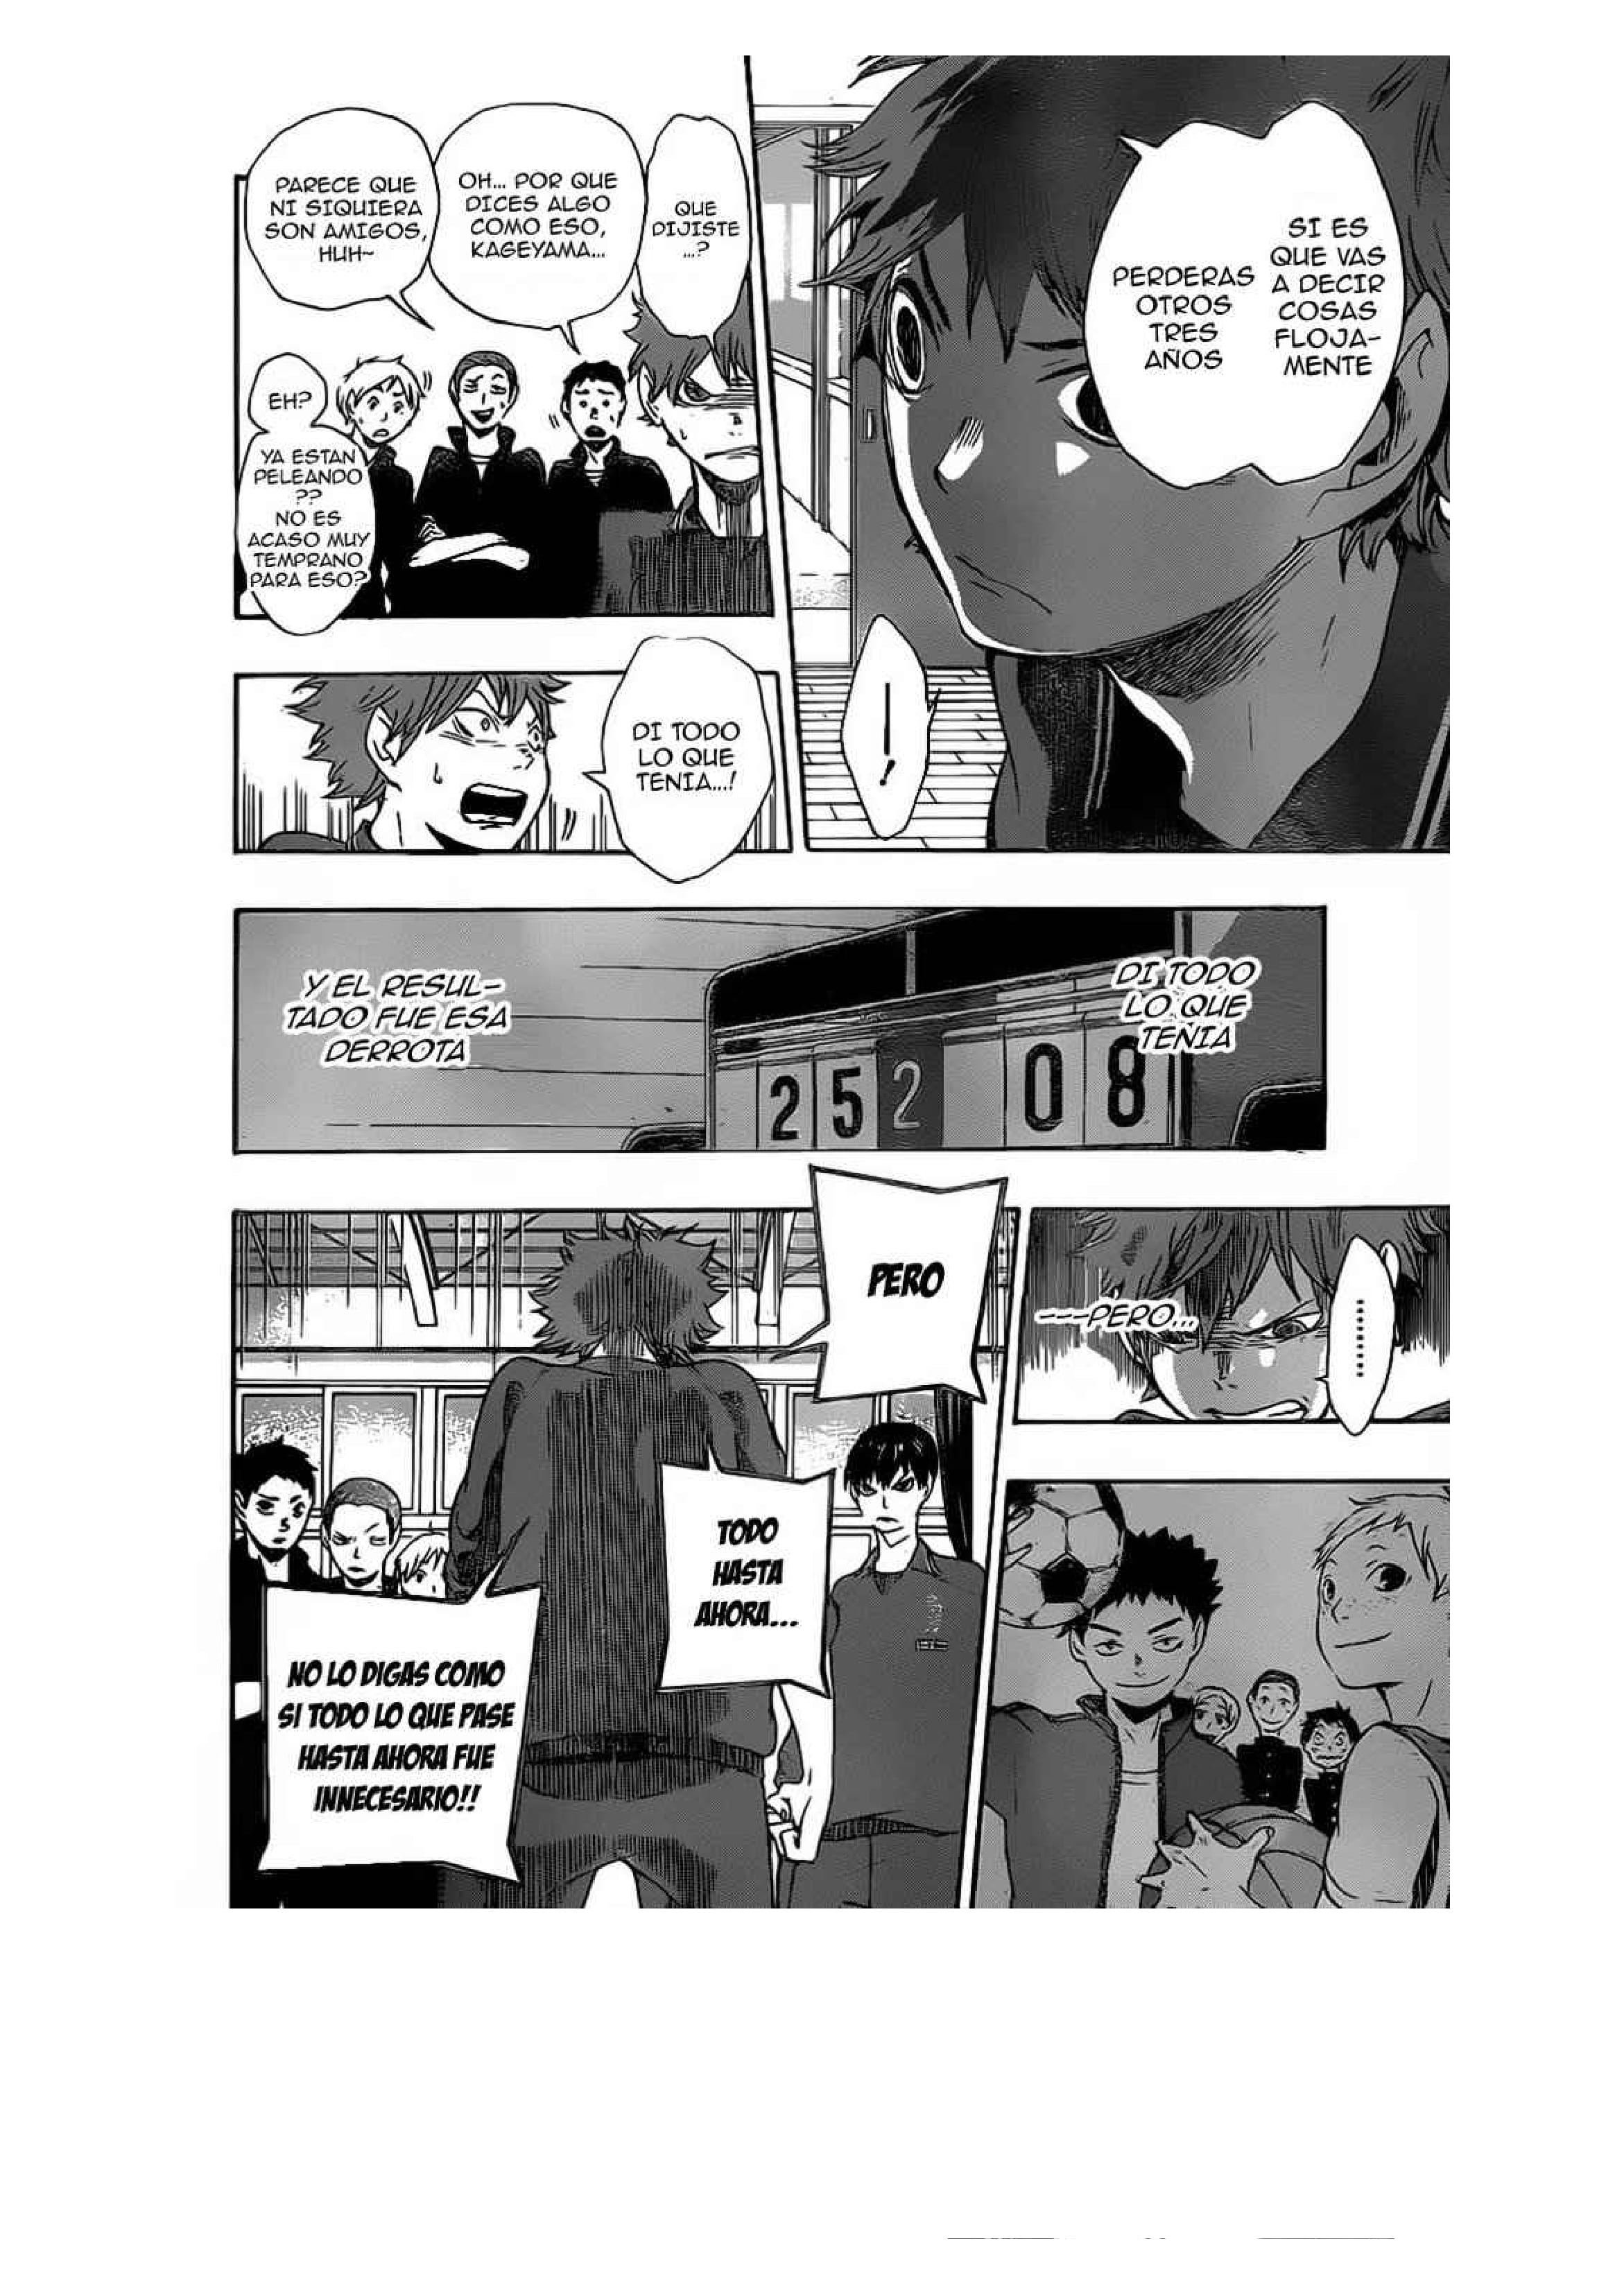 SI ES
QUE VAS
A DECIR
COSAS
FLOJA-
MENTE
PERDERAS
OTROS
TRES
AÑOS
!
QUE
DIJISTE
...?
OH... POR QUE
DICES ALGO
COMO ESO,
KAGEYAMA...
PARECE QUE
NI SIQUIERA
SON AMIGOS,
HUH~
EH?
YA ESTAN
PELEANDO
??
NO ES
ACASO MUY
TEMPRANO
PARA ESO?
DI TODO
LO QUE
TENIA...!
DI TODO
LO QUE
TENIA
25 2 08
Y EL RESUL-
TADO FUE ESA
DERROTA
..........
----PERO...
PERO
TODO
HASTA
AHORA...
NO LO DIGAS COMO
SI TODO LO QUE PASE
HASTA AHORA FUE
INNECESARIO!!